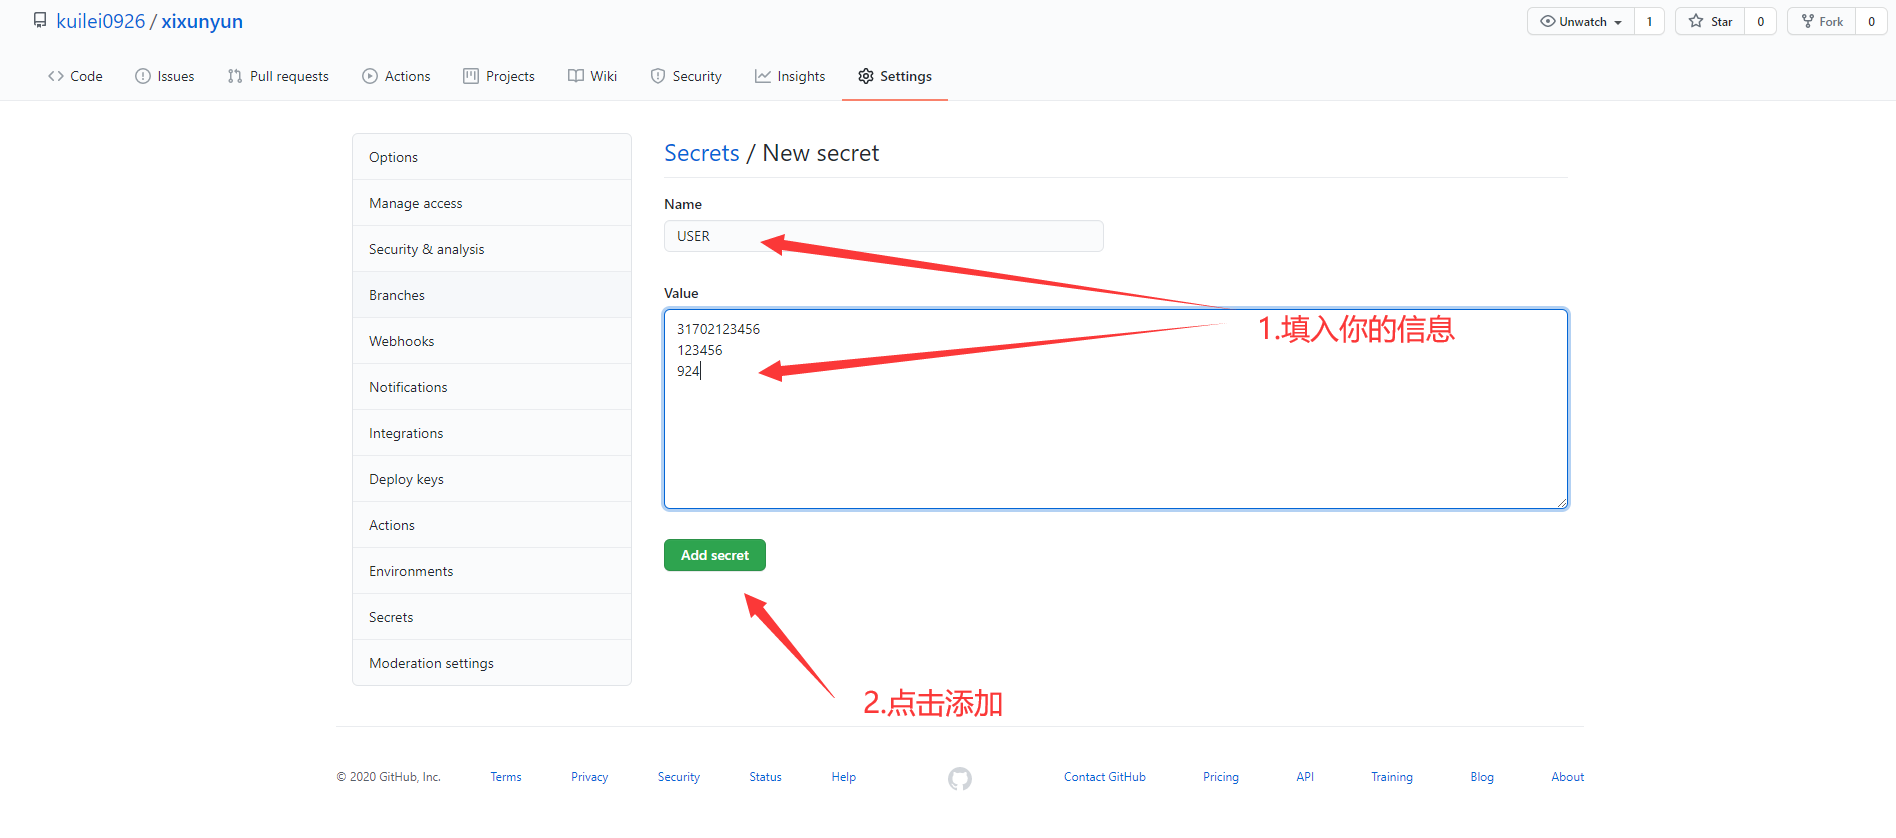 kuilei0926 / xixunyun
Unwatch 1 Star 0 Fork 0
Code Issues Pull requests Actions Projects Wiki Security Insights Settings
Options
Manage access
Security & analysis
Branches
Webhooks
Notifications
Integrations
Deploy keys
Actions
Environments
Secrets
Moderation settings
Secrets / New secret
Name
USER
Value
31702123456
123456
924
1.填入你的信息
Add secret
2.点击添加
© 2020 GitHub, Inc. Terms Privacy Security Status Help Contact GitHub Pricing API Training Blog About